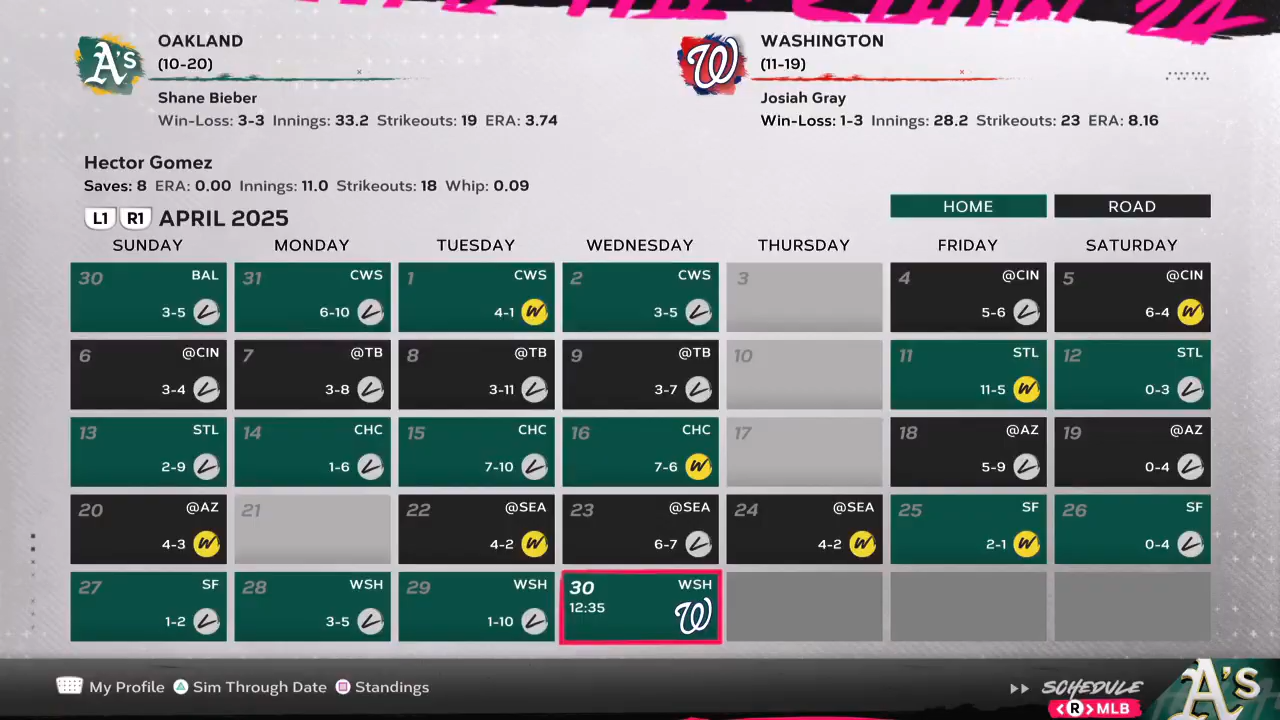 OAKLAND
(10-20)
Shane Bieber
Win-Loss: 3-3 Innings: 33.2 Strikeouts: 19 ERA: 3.74
WASHINGTON
(11-19)
Josiah Gray
Win-Loss: 1-3 Innings: 28.2 Strikeouts: 23 ERA: 8.16
Hector Gomez
Saves: 8 ERA: 0.00 Innings: 11.0 Strikeouts: 18 Whip: 0.09
L1 R1 APRIL 2025
HOME ROAD
SUNDAY MONDAY TUESDAY WEDNESDAY THURSDAY FRIDAY SATURDAY
30 BAL 31 CWS 1 CWS 2 CWS 3 4 @CIN 5 @CIN
3-5 L 6-10 L 4-1 W 3-5 L 5-6 L 6-4 W
6 @CIN 7 @TB 8 @TB 9 @TB 10 11 STL 12 STL
3-4 L 3-8 L 3-11 L 3-7 L 11-5 W 0-3 L
13 STL 14 CHC 15 CHC 16 CHC 17 18 @AZ 19 @AZ
2-9 L 1-6 L 7-10 L 7-6 W 5-9 L 0-4 L
20 @AZ 21 22 @SEA 23 @SEA 24 @SEA 25 SF 26 SF
4-3 W 4-2 W 6-7 L 4-2 W 2-1 W 0-4 L
27 SF 28 WSH 29 WSH 30 WSH
12:35 W
1-2 L 3-5 L 1-10 L
My Profile Sim Through Date Standings
SCHEDULE
R MLB
A's